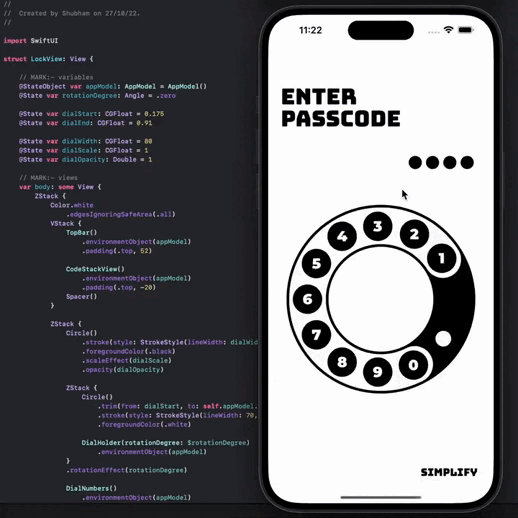 //
//  Created by Shubham on 27/10/22.
//
import SwiftUI
struct LockView: View {
// MARK:- variables
@StateObject var appModel: AppModel = AppModel()
@State var rotationDegree: Angle = .zero
@State var dialStart: CGFloat = 0.175
@State var dialEnd: CGFloat = 0.91
@State var dialWidth: CGFloat = 80
@State var dialScale: CGFloat = 1
@State var dialOpacity: Double = 1
// MARK:- views
var body: some View {
ZStack {
Color.white
.edgesIgnoringSafeArea(.all)
VStack {
TopBar()
.environmentObject(appModel)
.padding(.top, 52)
CodeStackView()
.environmentObject(appModel)
.padding(.top, -20)
Spacer()
}
ZStack {
Circle()
.stroke(style: StrokeStyle(lineWidth: dialWid
.foregroundColor(.black)
.scaleEffect(dialScale)
.opacity(dialOpacity)
ZStack {
Circle()
.trim(from: dialStart, to: self.appModel.
.stroke(style: StrokeStyle(lineWidth: 70,
.foregroundColor(.white)
DialHolder(rotationDegree: $rotationDegree)
.environmentObject(appModel)
}
.rotationEffect(rotationDegree)
DialNumbers()
.environmentObject(appModel)
11:22
ENTER
PASSCODE
3
4
2
5
1
6
7
8
9
0
SIMPLIFY